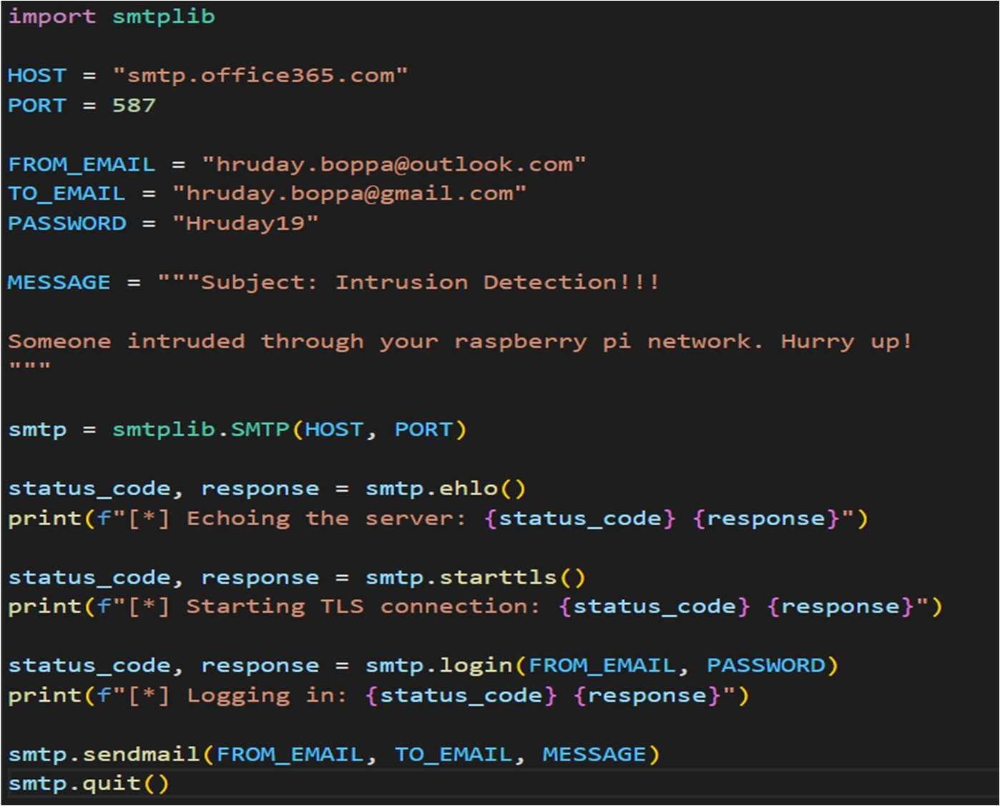 import smtplib
HOST = "smtp.office365.com"
PORT = 587
FROM_EMAIL = "hruday.boppa@outlook.com"
TO_EMAIL = "hruday.boppa@gmail.com"
PASSWORD = "Hruday19"
MESSAGE = """Subject: Intrusion Detection!!!
Someone intruded through your raspberry pi network. Hurry up!
"""
smtp = smtplib.SMTP(HOST, PORT)
status_code, response = smtp.ehlo()
print(f"[*] Echoing the server: {status_code} {response}")
status_code, response = smtp.starttls()
print(f"[*] Starting TLS connection: {status_code} {response}")
status_code, response = smtp.login(FROM_EMAIL, PASSWORD)
print(f"[*] Logging in: {status_code} {response}")
smtp.sendmail(FROM_EMAIL, TO_EMAIL, MESSAGE)
smtp.quit()